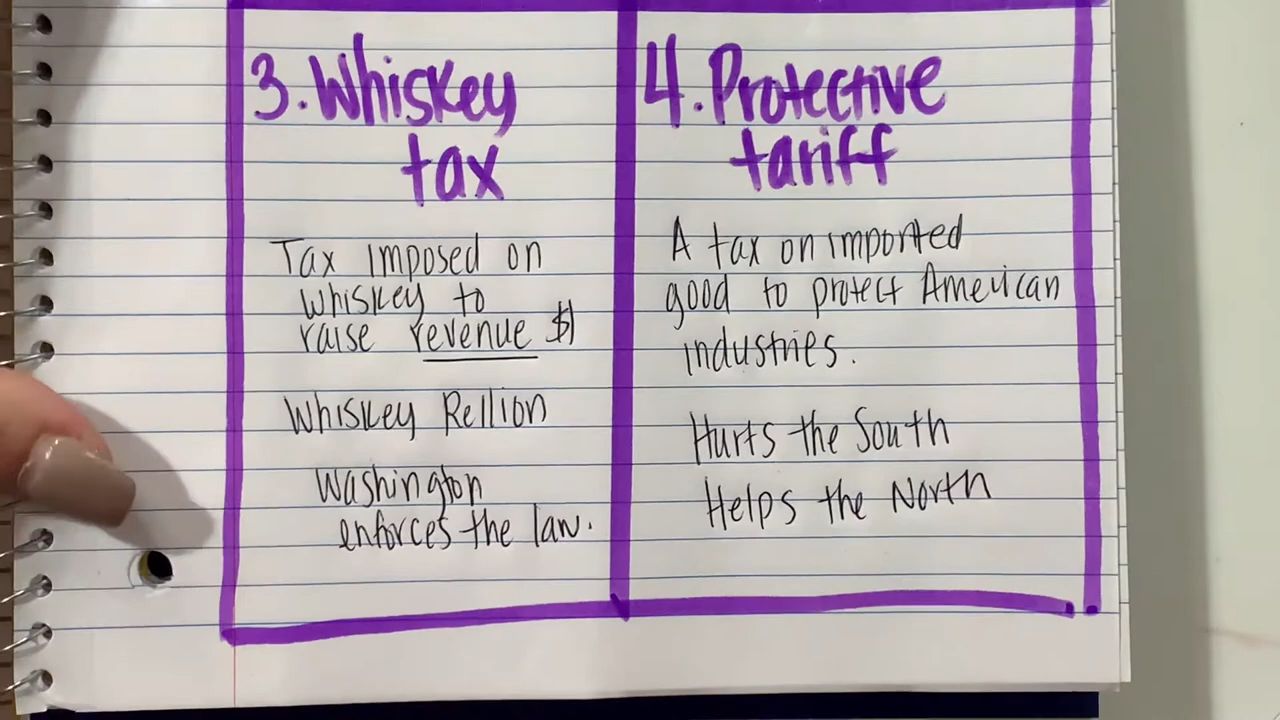 3. Whiskey
tax
Tax imposed on
whiskey to
raise revenue $
Whiskey Rellion
Washington
enforces the law.
4. Protective
tariff
A tax on imported
good to protect American
industries.
Hurts the South
Helps the North